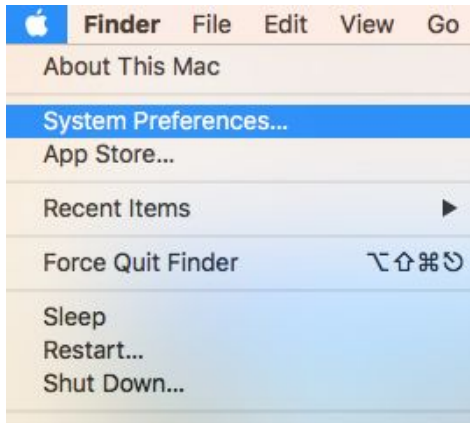 Finder File Edit View Go
About This Mac
System Preferences...
App Store...
Recent Items ▶
Force Quit Finder ⌥⇧⌘⎋
Sleep
Restart...
Shut Down...